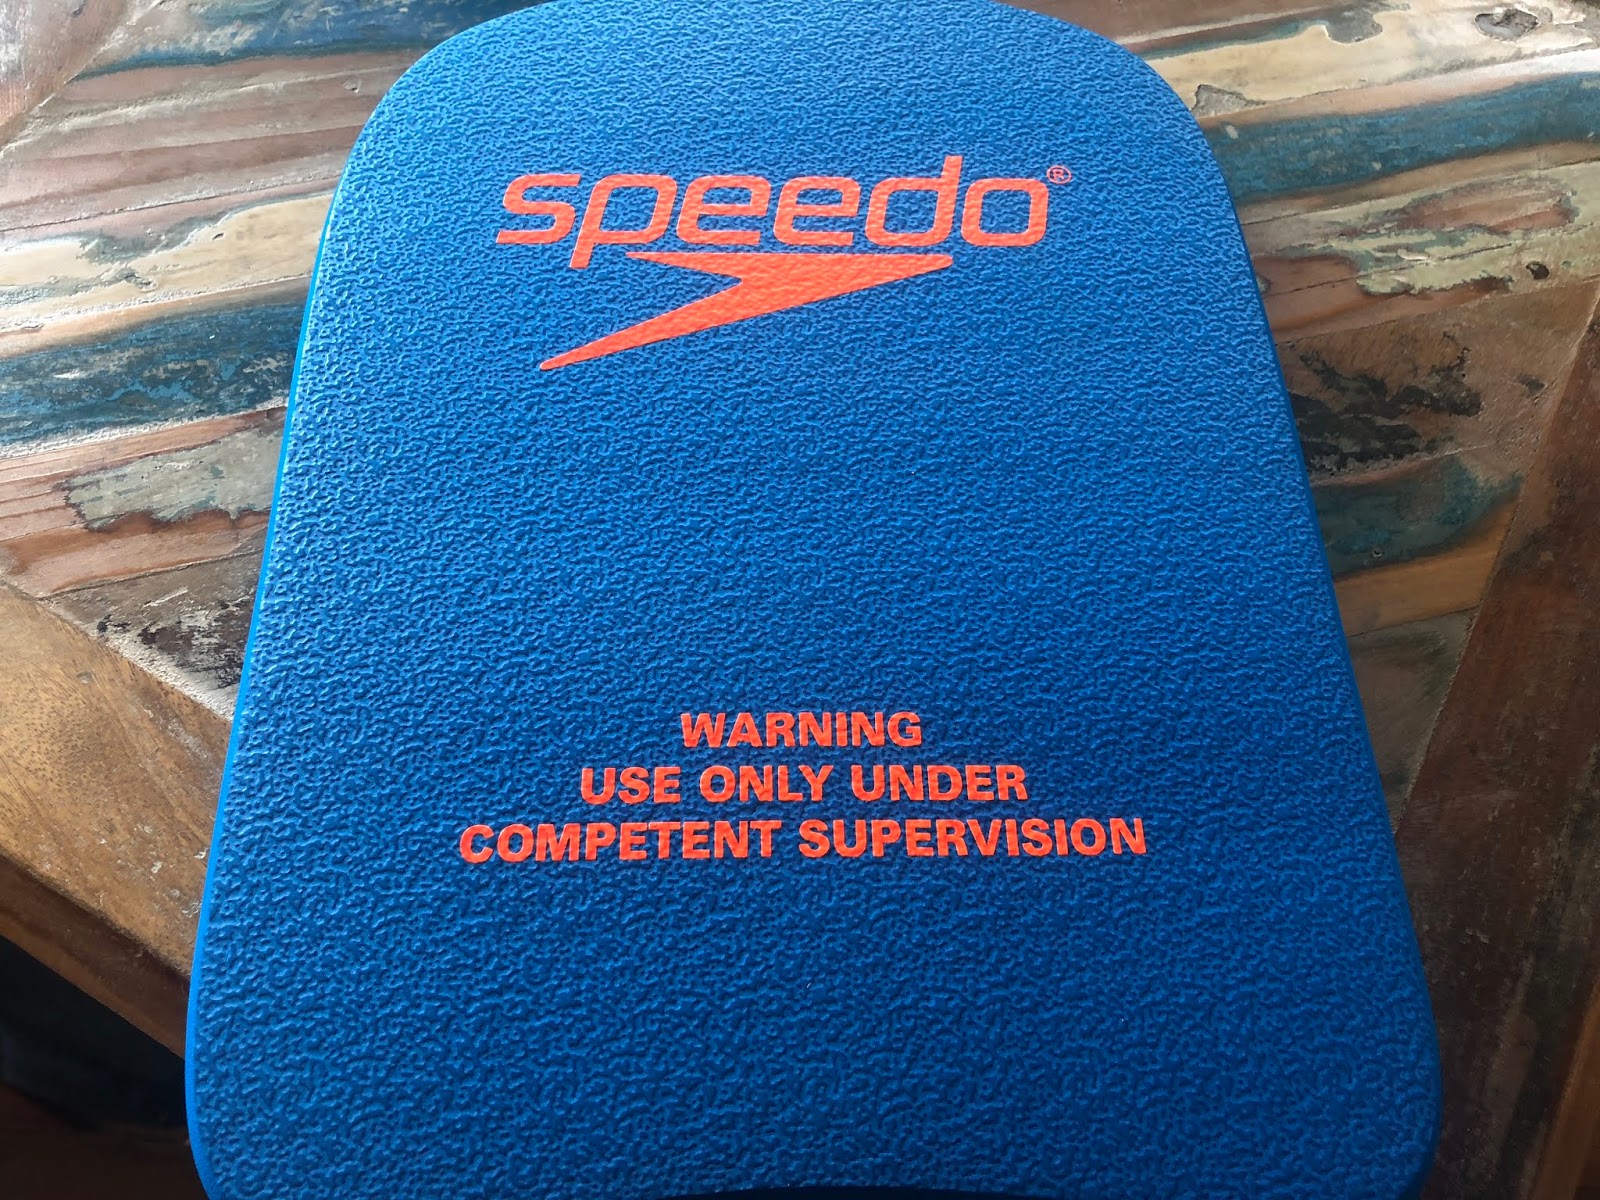 speedo®
WARNING
USE ONLY UNDER
COMPETENT SUPERVISION